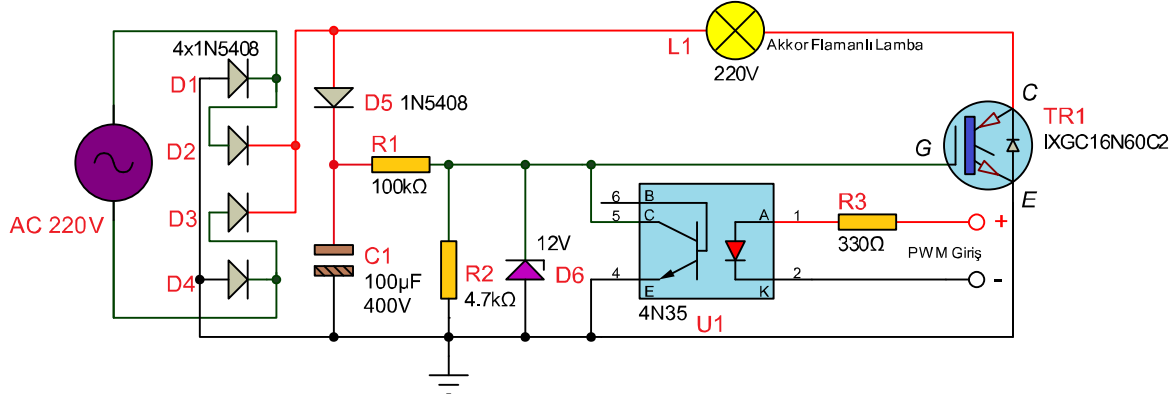 4x1N5408
D1
D2
D3
D4
AC 220V
D5 1N5408
R1
100kΩ
C1
100µF
400V
R2
4.7kΩ
12V
D6
L1
220V
Akkor Flamanlı Lamba
C
TR1
IXGC16N60C2
G
E
6 B
5 C
4
E
A 1
2
K
4N35
U1
R3
330Ω
+
PWM Giriş
-